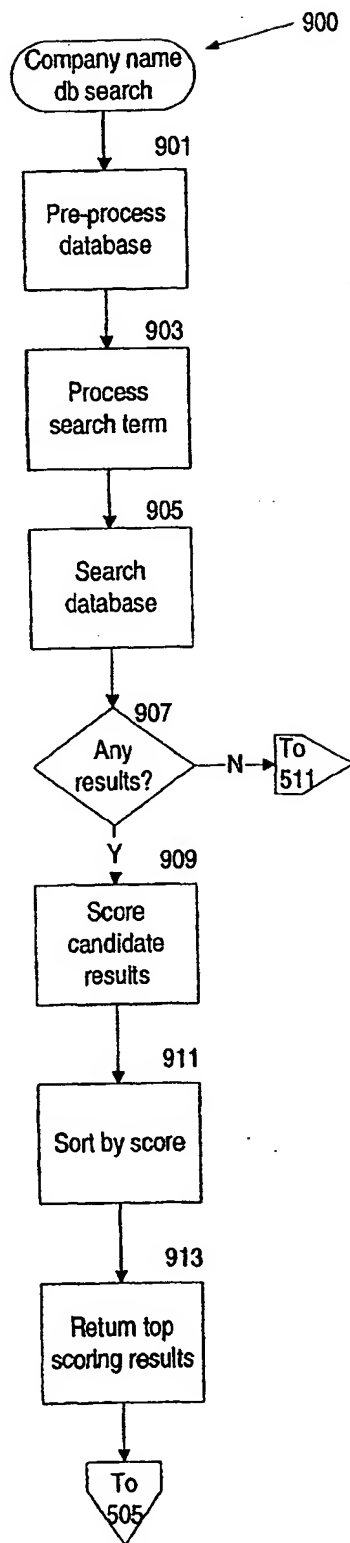 900
Company name
db search
901
Pre-process
database
903
Process
search term
905
Search
database
907
Any
results?
N
To
511
Y
909
Score
candidate
results
911
Sort by score
913
Return top
scoring results
To
505